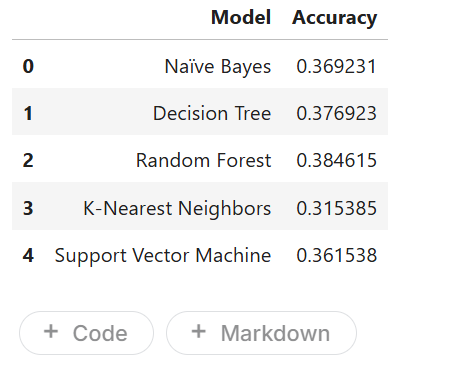 Model Accuracy
0 Naïve Bayes 0.369231
1 Decision Tree 0.376923
2 Random Forest 0.384615
3 K-Nearest Neighbors 0.315385
4 Support Vector Machine 0.361538
+ Code + Markdown